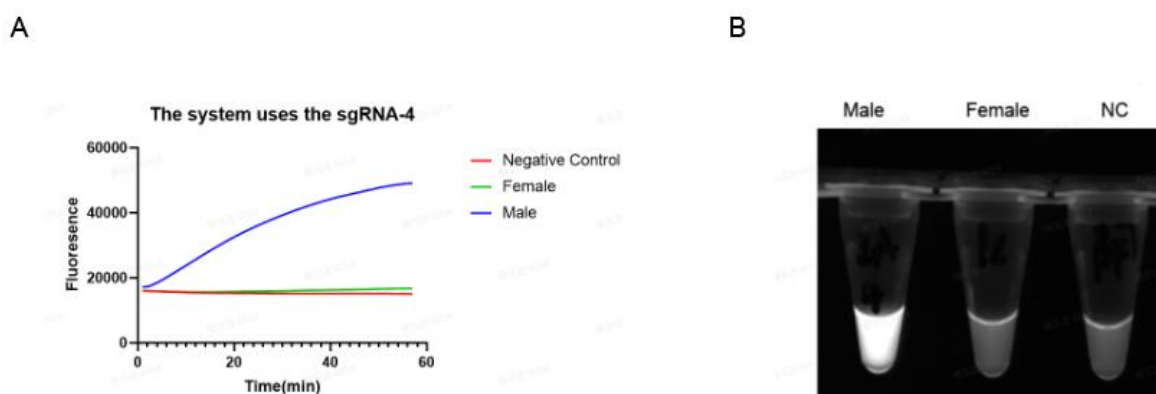 A
B
The system uses the sgRNA-4
Fluoresence
60000
40000
20000
0
0
20
40
60
Time(min)
Negative Control
Female
Male
Male Female NC